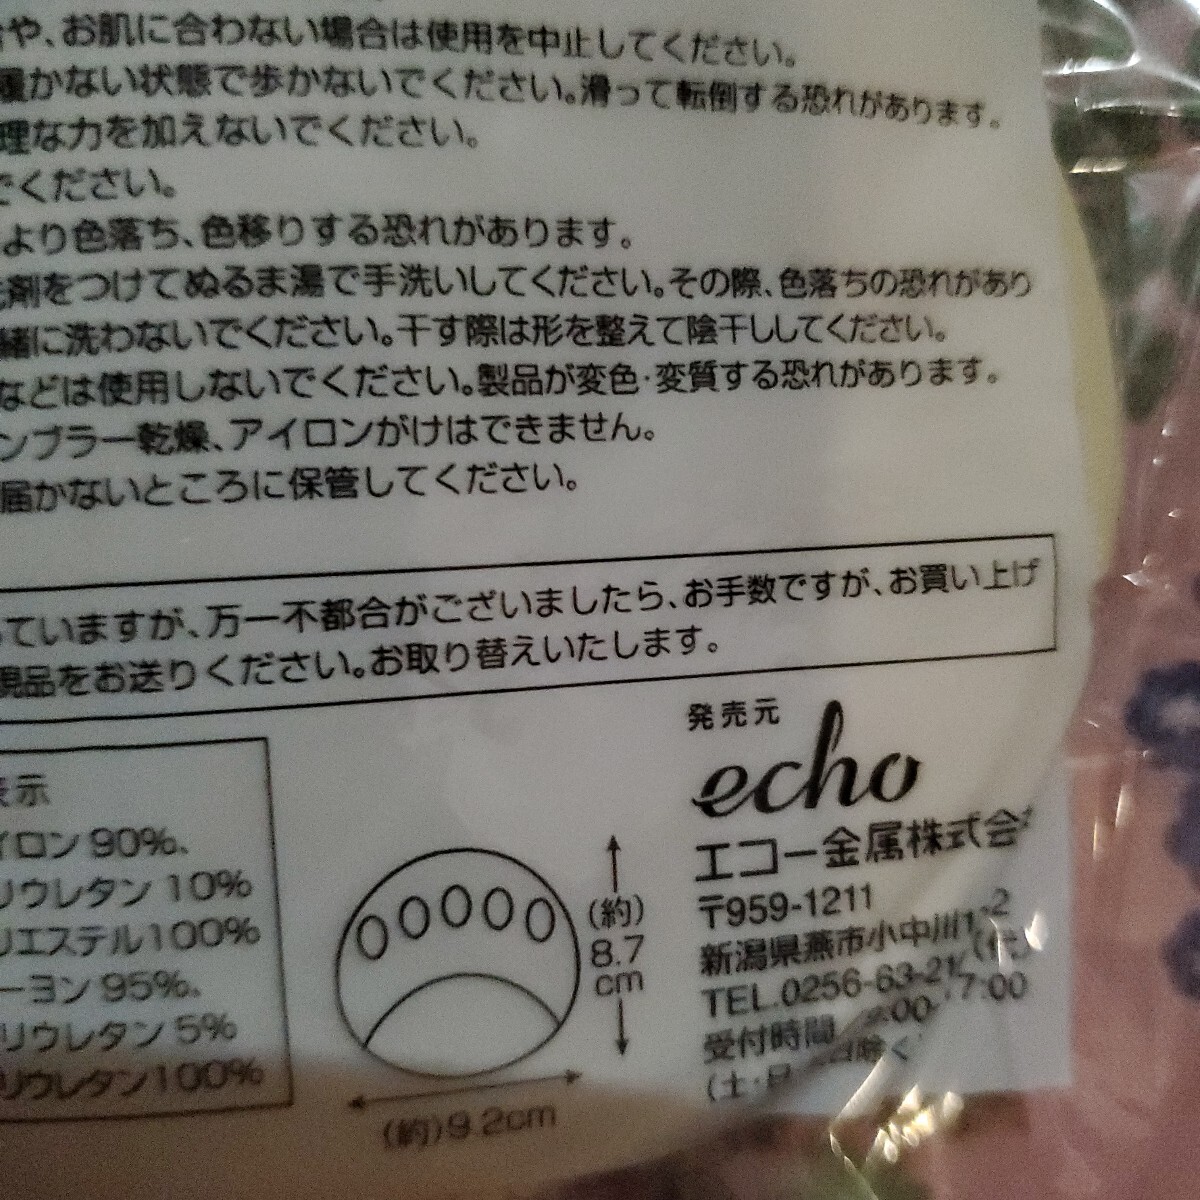 や、お肌に合わない場合は使用を中止してください。
履かない状態で歩かないでください。滑って転倒する恐れがあります。
理な力を加えないでください。
でください。
より色落ち、色移りする恐れがあります。
剤をつけてぬるま湯で手洗いしてください。その際、色落ちの恐れがあり
緒に洗わないでください。干す際は形を整えて陰干ししてください。
などは使用しないでください。製品が変色・変質する恐れがあります。
ンブラー乾燥、アイロンがけはできません。
届かないところに保管してください。
っていますが、万一不都合がございましたら、お手数ですが、お買い上げ
現品をお送りください。お取り替えいたします。
表示
イロン 90%、
リウレタン 10%
リエステル100%
ーヨン 95%、
リウレタン 5%
リウレタン100%
(約)
8.7
cm
(約)9.2cm
発売元
echo
エコー金属株式会
〒959-1211
新潟県燕市小中川1 -2
TEL.0256-63-21 (代)
受付時間 :00 17:00
(土・日 日除く